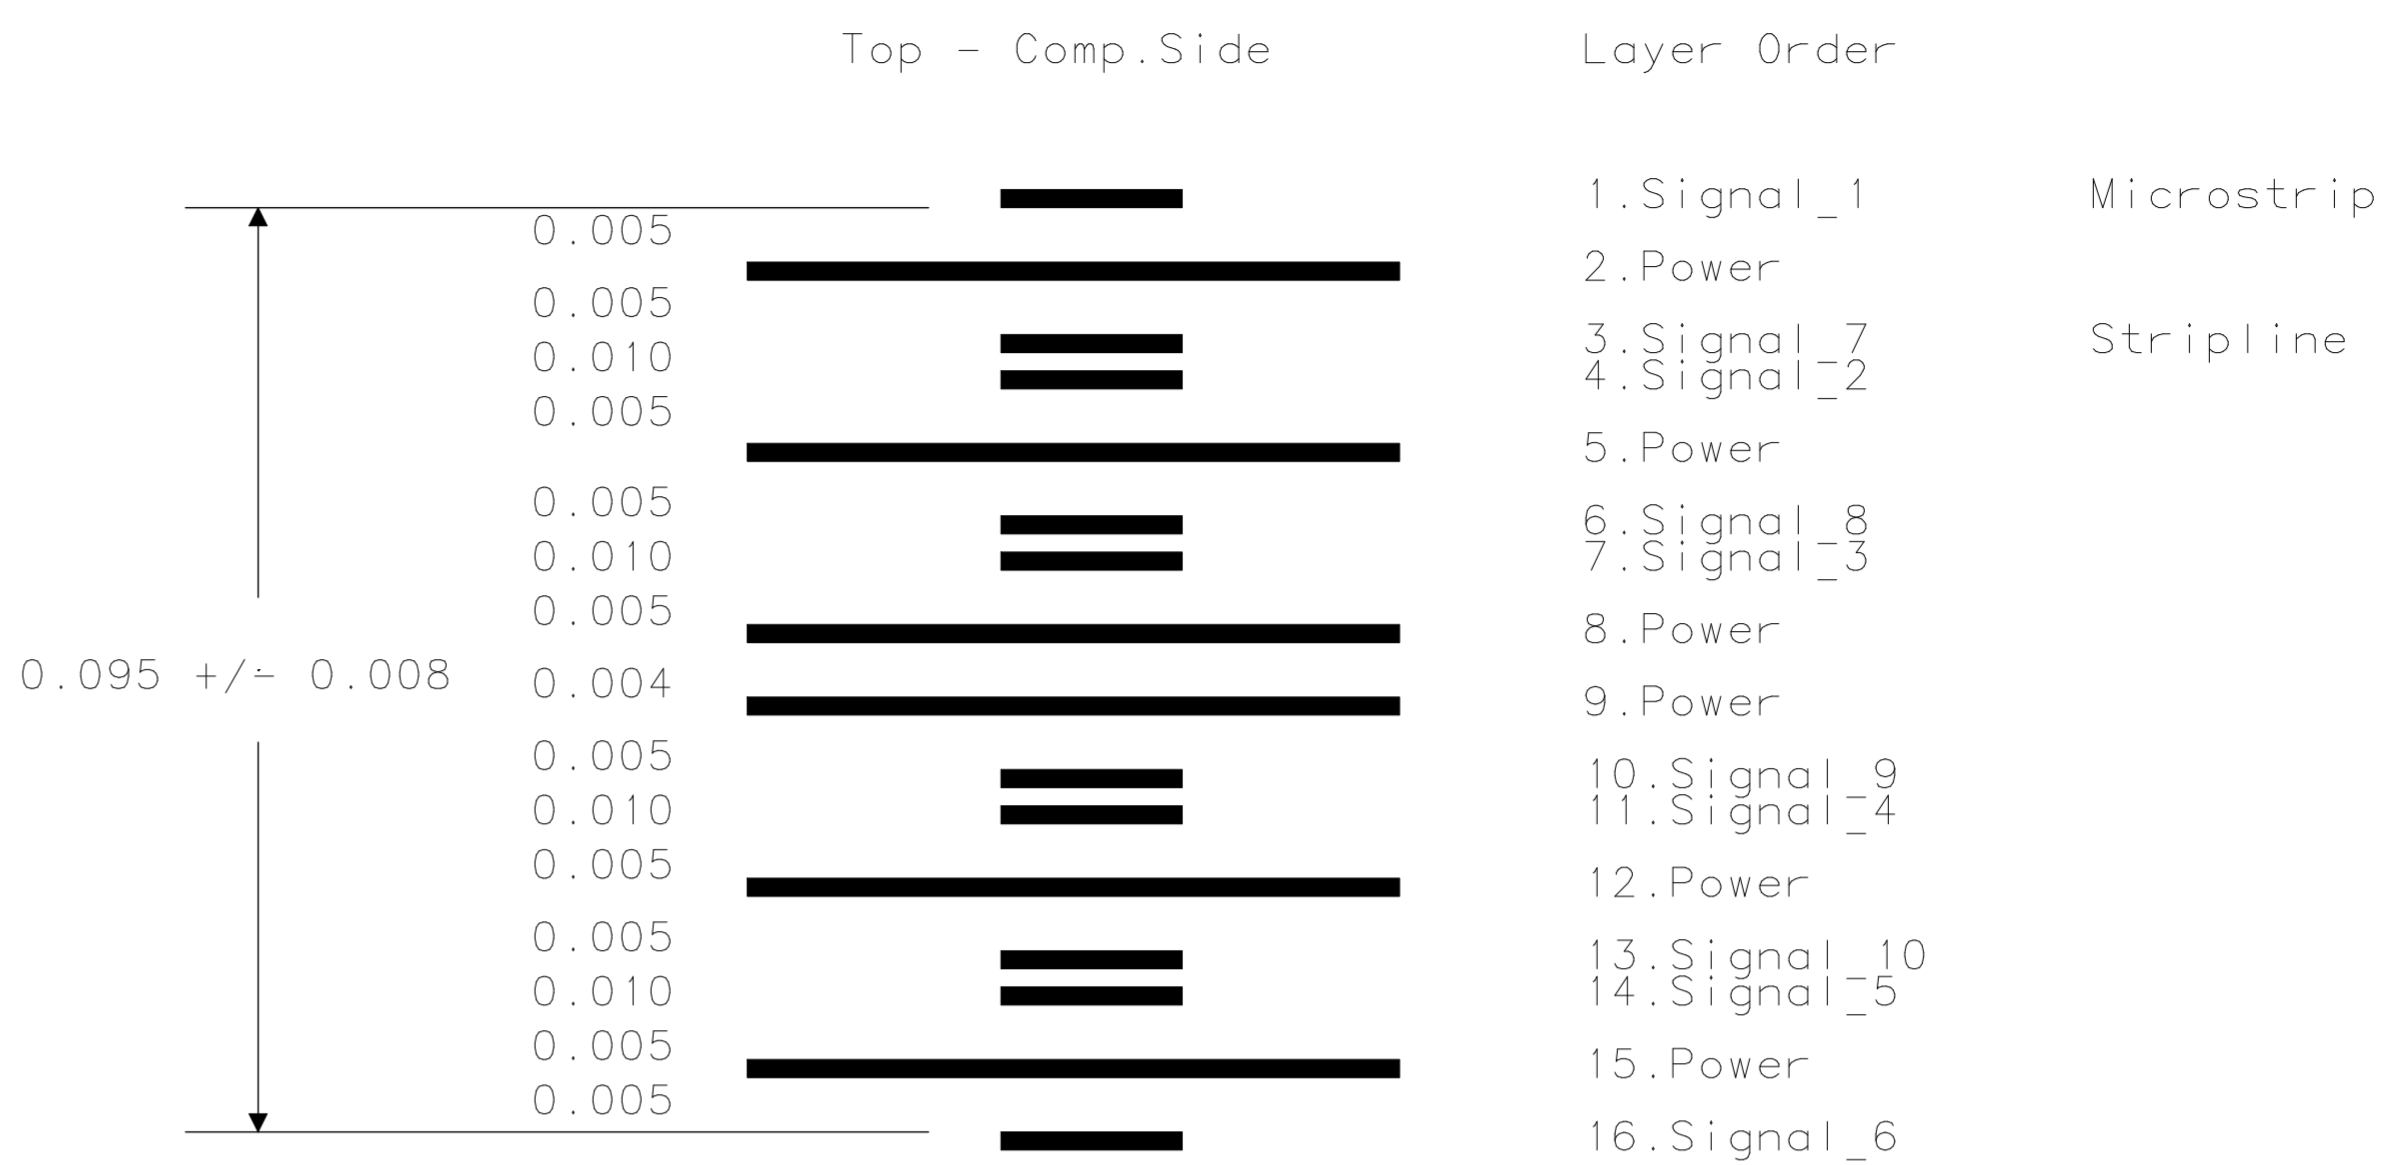 Top - Comp.Side Layer Order
1.Signal_1 Microstrip
0.005
2.Power
0.005
3.Signal_7 Stripline
0.010
4.Signal_2
0.005
5.Power
0.005
6.Signal_8
0.010
7.Signal_3
0.005
8.Power
0.095 +/- 0.008 0.004
9.Power
0.005
10.Signal_9
0.010
11.Signal_4
0.005
12.Power
0.005
13.Signal_10
0.010
14.Signal_5
0.005
15.Power
0.005
16.Signal_6